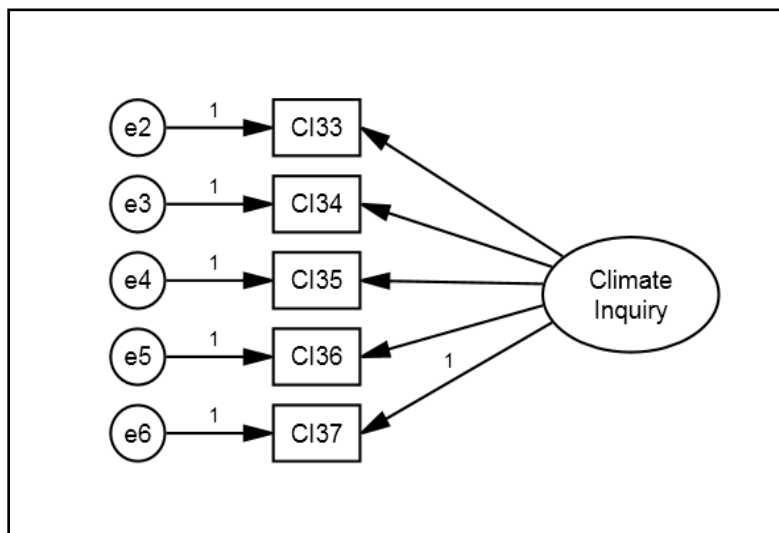 e2 1 CI33
e3 1 CI34
e4 1 CI35
Climate
Inquiry
e5 1 CI36
1
e6 1 CI37